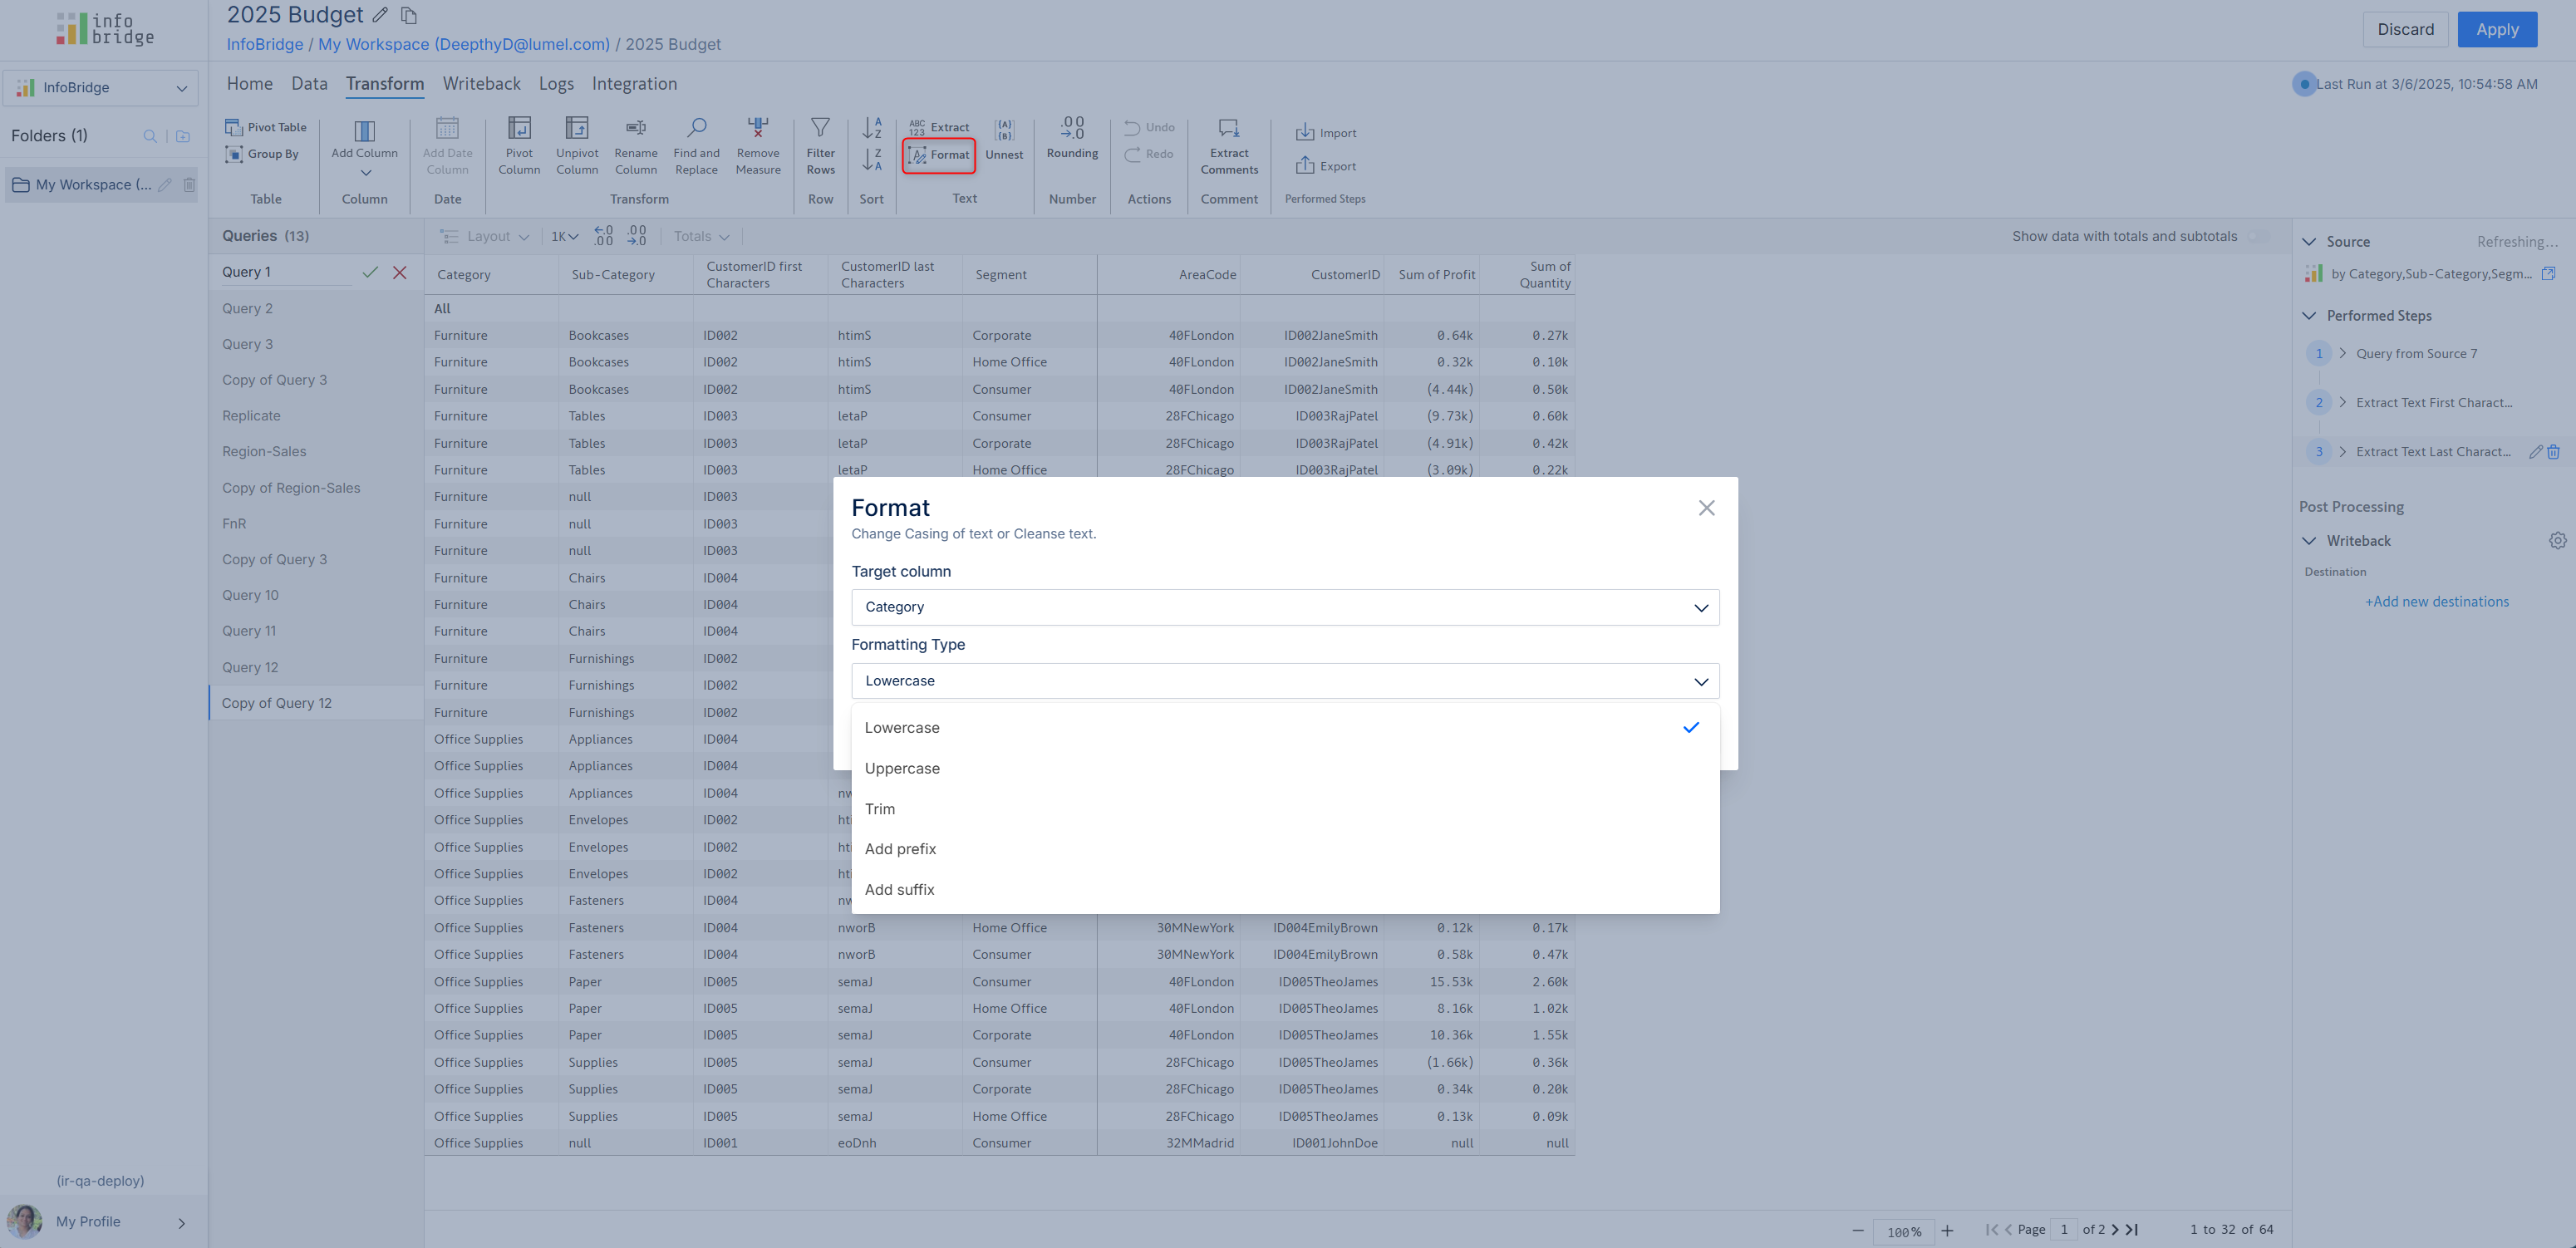 info
bridge
2025 Budget
InfoBridge / My Workspace (DeepthyD@lumel.com) / 2025 Budget
Discard
Apply
InfoBridge
Home Data Transform Writeback Logs Integration
Last Run at 3/6/2025, 10:54:58 AM
Folders (1)
My Workspace (...
Pivot Table
Group By
Table
Add Column
Column
Add Date
Column
Date
Pivot
Column
Unpivot
Column
Rename
Column
Find and
Replace
Remove
Measure
Transform
Filter
Rows
Row
A
Z
Z
A
Sort
ABC
123
Extract
Format
{A}
{B}
Unnest
Text
.00
→.0
Rounding
Number
Undo
Redo
Actions
Extract
Comments
Comment
Import
Export
Performed Steps
Queries (13)
Query 1
Query 2
Query 3
Copy of Query 3
Replicate
Region-Sales
Copy of Region-Sales
FnR
Copy of Query 3
Query 10
Query 11
Query 12
Copy of Query 12
Layout 1K ←.0 .00 .00 →.0 Totals
Show data with totals and subtotals
Category Sub-Category CustomerID first Characters CustomerID last Characters Segment AreaCode CustomerID Sum of Profit Sum of Quantity
All
Furniture Bookcases ID002 htimS Corporate 40FLondon ID002JaneSmith 0.64k 0.27k
Furniture Bookcases ID002 htimS Home Office 40FLondon ID002JaneSmith 0.32k 0.10k
Furniture Bookcases ID002 htimS Consumer 40FLondon ID002JaneSmith (4.44k) 0.50k
Furniture Tables ID003 letaP Consumer 28FChicago ID003RajPatel (9.73k) 0.60k
Furniture Tables ID003 letaP Corporate 28FChicago ID003RajPatel (4.91k) 0.42k
Furniture Tables ID003 letaP Home Office 28FChicago ID003RajPatel (3.09k) 0.22k
Furniture null ID003
Furniture null ID003
Furniture null ID003
Furniture Chairs ID004
Furniture Chairs ID004
Furniture Chairs ID004
Furniture Furnishings ID002
Furniture Furnishings ID002
Furniture Furnishings ID002
Office Supplies Appliances ID004
Office Supplies Appliances ID004
Office Supplies Appliances ID004 nw
Office Supplies Envelopes ID002 hti
Office Supplies Envelopes ID002 hti
Office Supplies Envelopes ID002 hti
Office Supplies Fasteners ID004 nw
Office Supplies Fasteners ID004 nworB Home Office 30MNewYork ID004EmilyBrown 0.12k 0.17k
Office Supplies Fasteners ID004 nworB Consumer 30MNewYork ID004EmilyBrown 0.58k 0.47k
Office Supplies Paper ID005 semaJ Consumer 40FLondon ID005TheoJames 15.53k 2.60k
Office Supplies Paper ID005 semaJ Home Office 40FLondon ID005TheoJames 8.16k 1.02k
Office Supplies Paper ID005 semaJ Corporate 40FLondon ID005TheoJames 10.36k 1.55k
Office Supplies Supplies ID005 semaJ Consumer 28FChicago ID005TheoJames (1.66k) 0.36k
Office Supplies Supplies ID005 semaJ Corporate 28FChicago ID005TheoJames 0.34k 0.20k
Office Supplies Supplies ID005 semaJ Home Office 28FChicago ID005TheoJames 0.13k 0.09k
Office Supplies null ID001 eoDnh Consumer 32MMadrid ID001JohnDoe null null
Format
Change Casing of text or Cleanse text.
Target column
Category
Formatting Type
Lowercase
Lowercase
Uppercase
Trim
Add prefix
Add suffix
Source Refreshing...
by Category,Sub-Category,Segm...
Performed Steps
1 Query from Source 7
2 Extract Text First Charact...
3 Extract Text Last Charact...
Post Processing
Writeback
Destination
+Add new destinations
(ir-qa-deploy)
My Profile
100%
Page 1 of 2
1 to 32 of 64